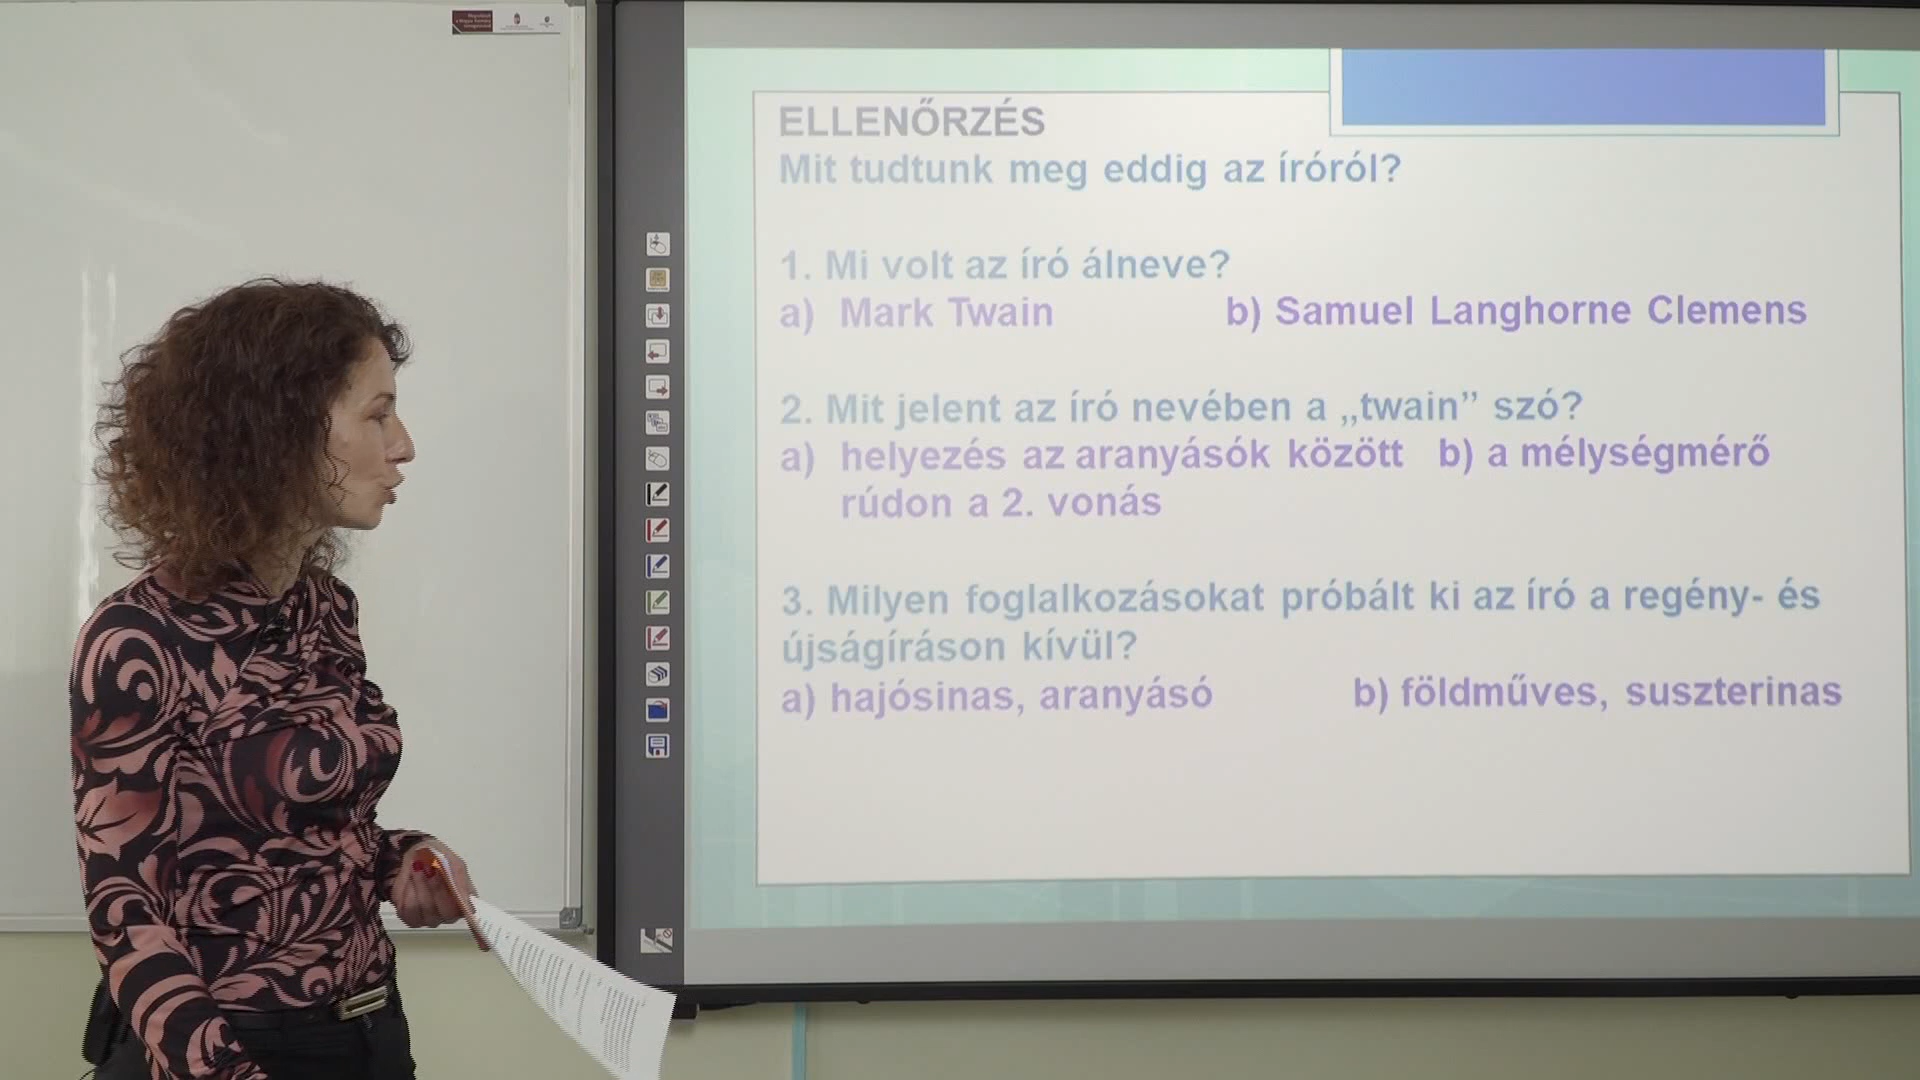 ELLENŐRZÉS
Mit tudtunk meg eddig az íróról?
1. Mi volt az író álneve?
a) Mark Twain b) Samuel Langhorne Clemens
2. Mit jelent az író nevében a „twain” szó?
a) helyezés az aranyásók között b) a mélységmérő
rúdon a 2. vonás
3. Milyen foglalkozásokat próbált ki az író a regény- és
újságíráson kívül?
a) hajósinas, aranyásó b) földműves, suszterinas